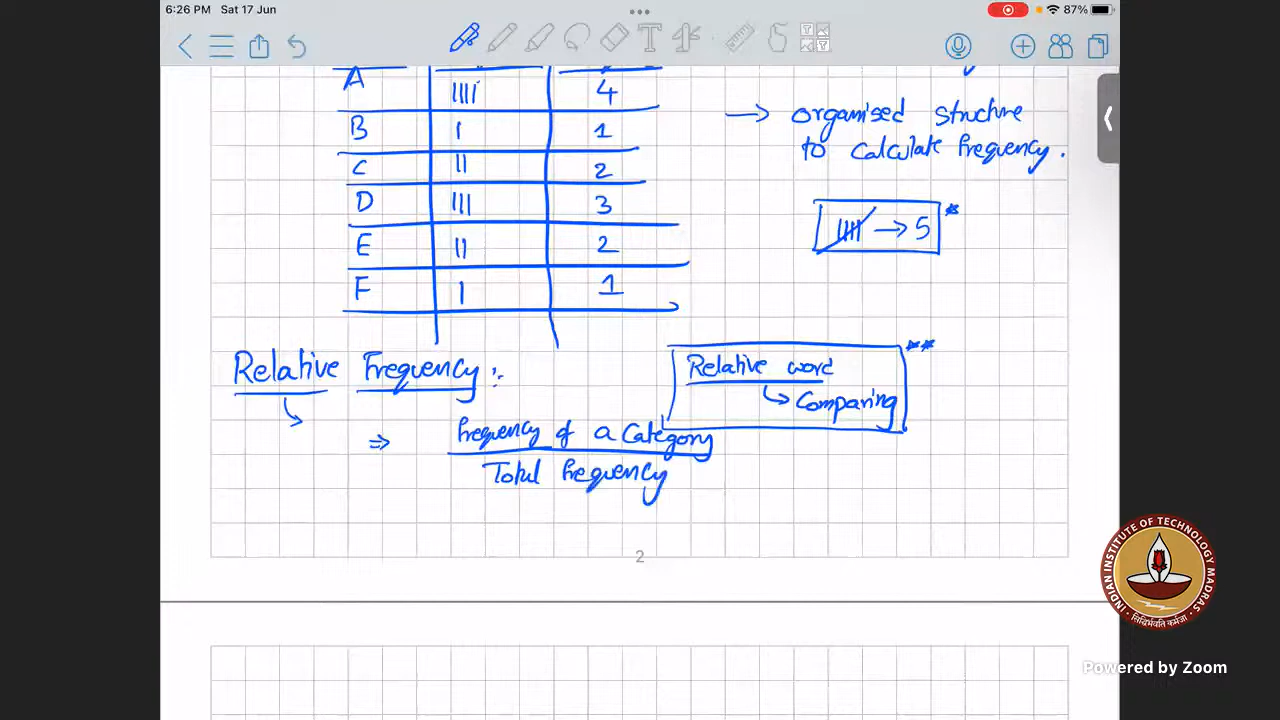 6:26 PM Sat 17 Jun
87%
A |||| 4
B | 1
C || 2
D ||| 3
E || 2
F | 1
→ organised structure
to calculate frequency.
→ 5 *
Relative Frequency :
Relative word **
↳ Comparing
⇒ frequency of a Category
Total frequency
2
INDIAN INSTITUTE OF TECHNOLOGY MADRAS
सिद्धिर्भवति कर्मजा
Powered by Zoom